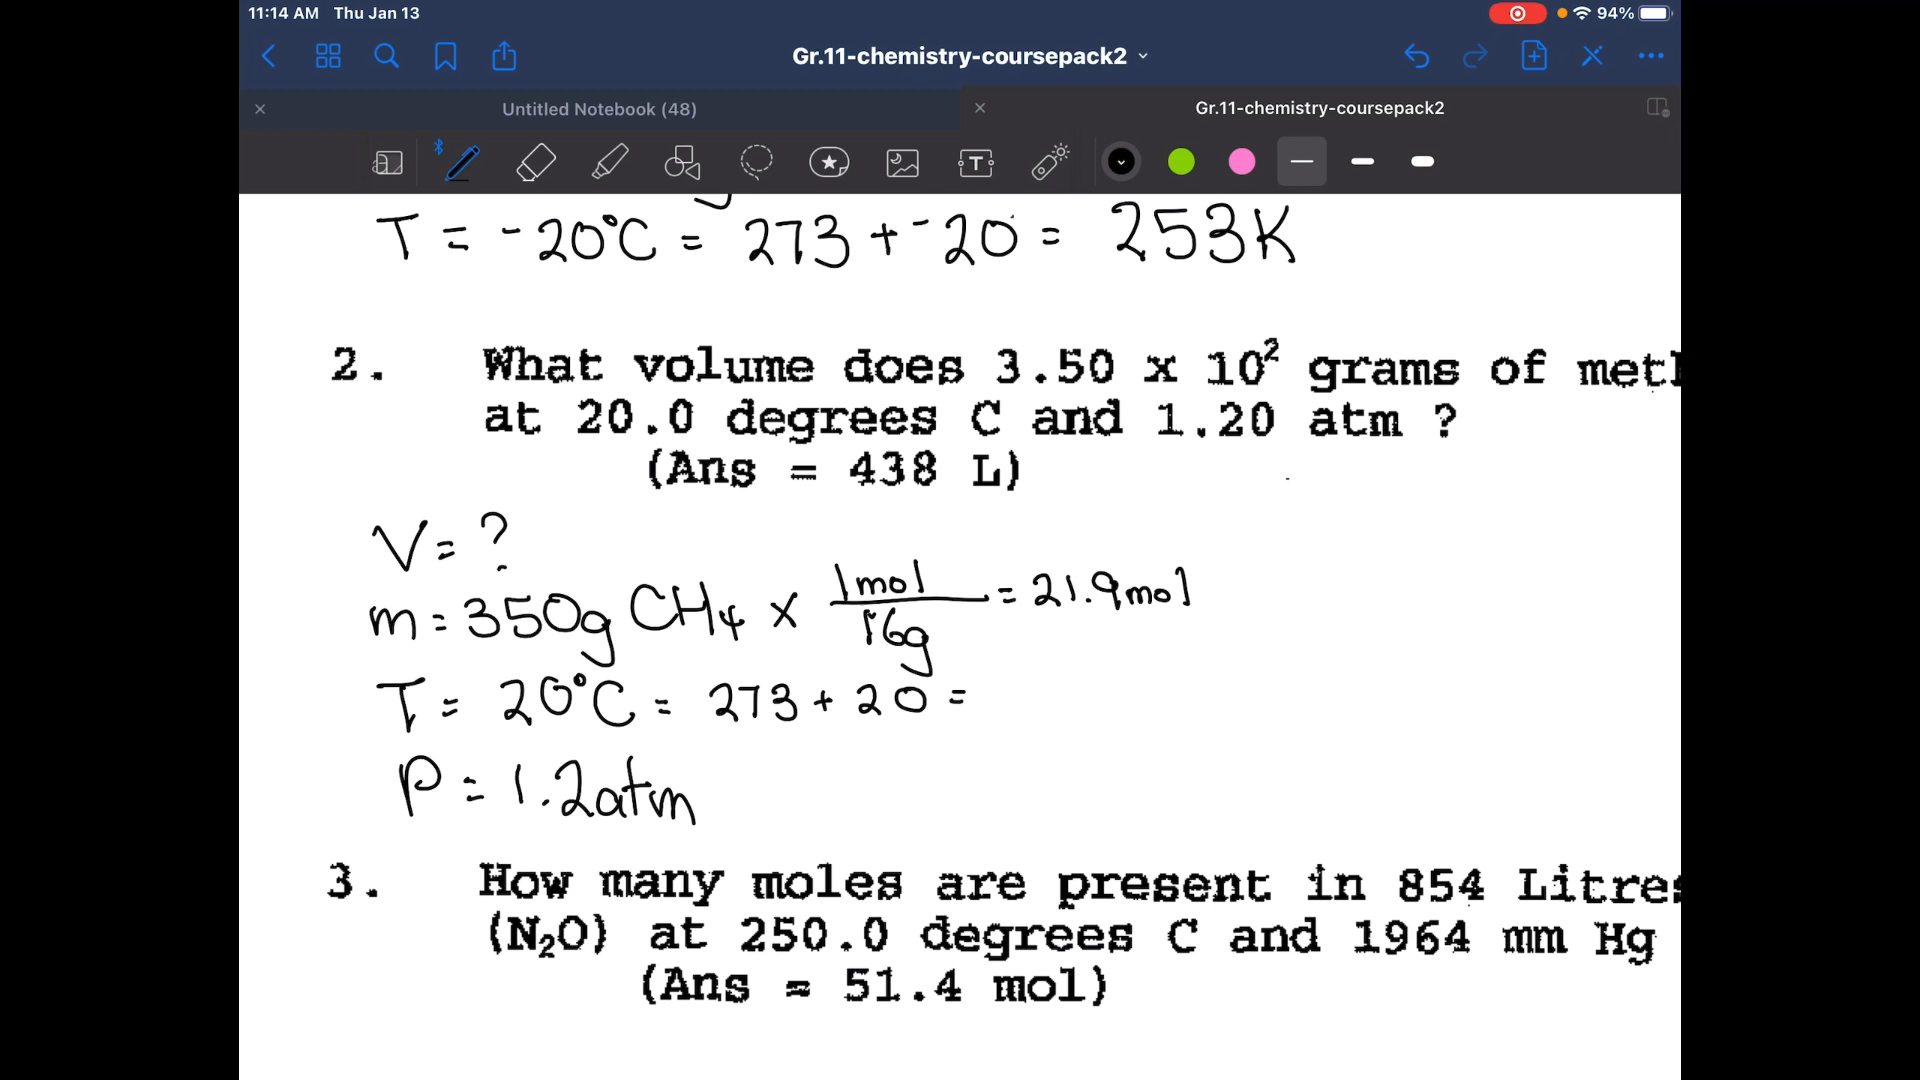 11:14 AM Thu Jan 13 94%
Gr.11-chemistry-coursepack2
Untitled Notebook (48) Gr.11-chemistry-coursepack2
T = -20°C = 273 + -20 = 253K
2. What volume does 3.50 x 10² grams of
at 20.0 degrees C and 1.20 atm ?
(Ans = 438 L)
V = ?
m = 350g CH4 x 1mol/16g = 21.9mol
T = 20°C = 273 + 20 =
P = 1.2atm
3. How many moles are present in 854 Litres
(N₂O) at 250.0 degrees C and 1964 mm Hg
(Ans = 51.4 mol)